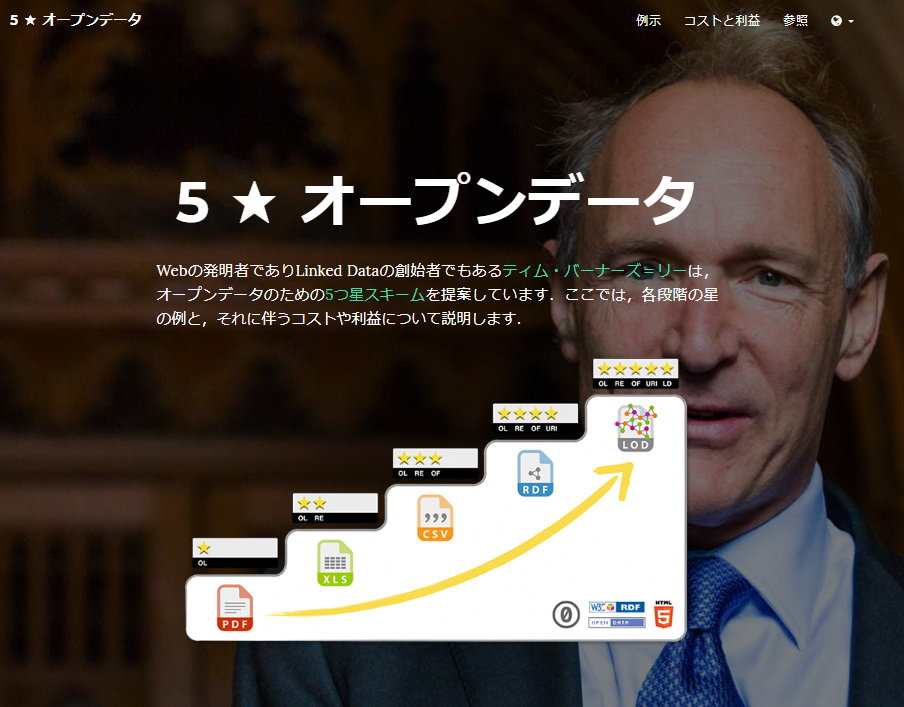 5 ★ オープンデータ
例示 コストと利益 参照
5 ★ オープンデータ
Webの発明者でありLinked Dataの創始者でもあるティム・バーナーズ＝リーは，
オープンデータのための5つ星スキームを提案しています．ここでは，各段階の星
の例と，それに伴うコストや利益について説明します．
★★★★★
OL RE OF URI LD
LOD
★★★★
OL RE OF URI
RDF
★★★
OL RE OF
CSV
★★
OL RE
XLS
★
OL
PDF
0
W3C RDF
OPEN DATA
HTML
5